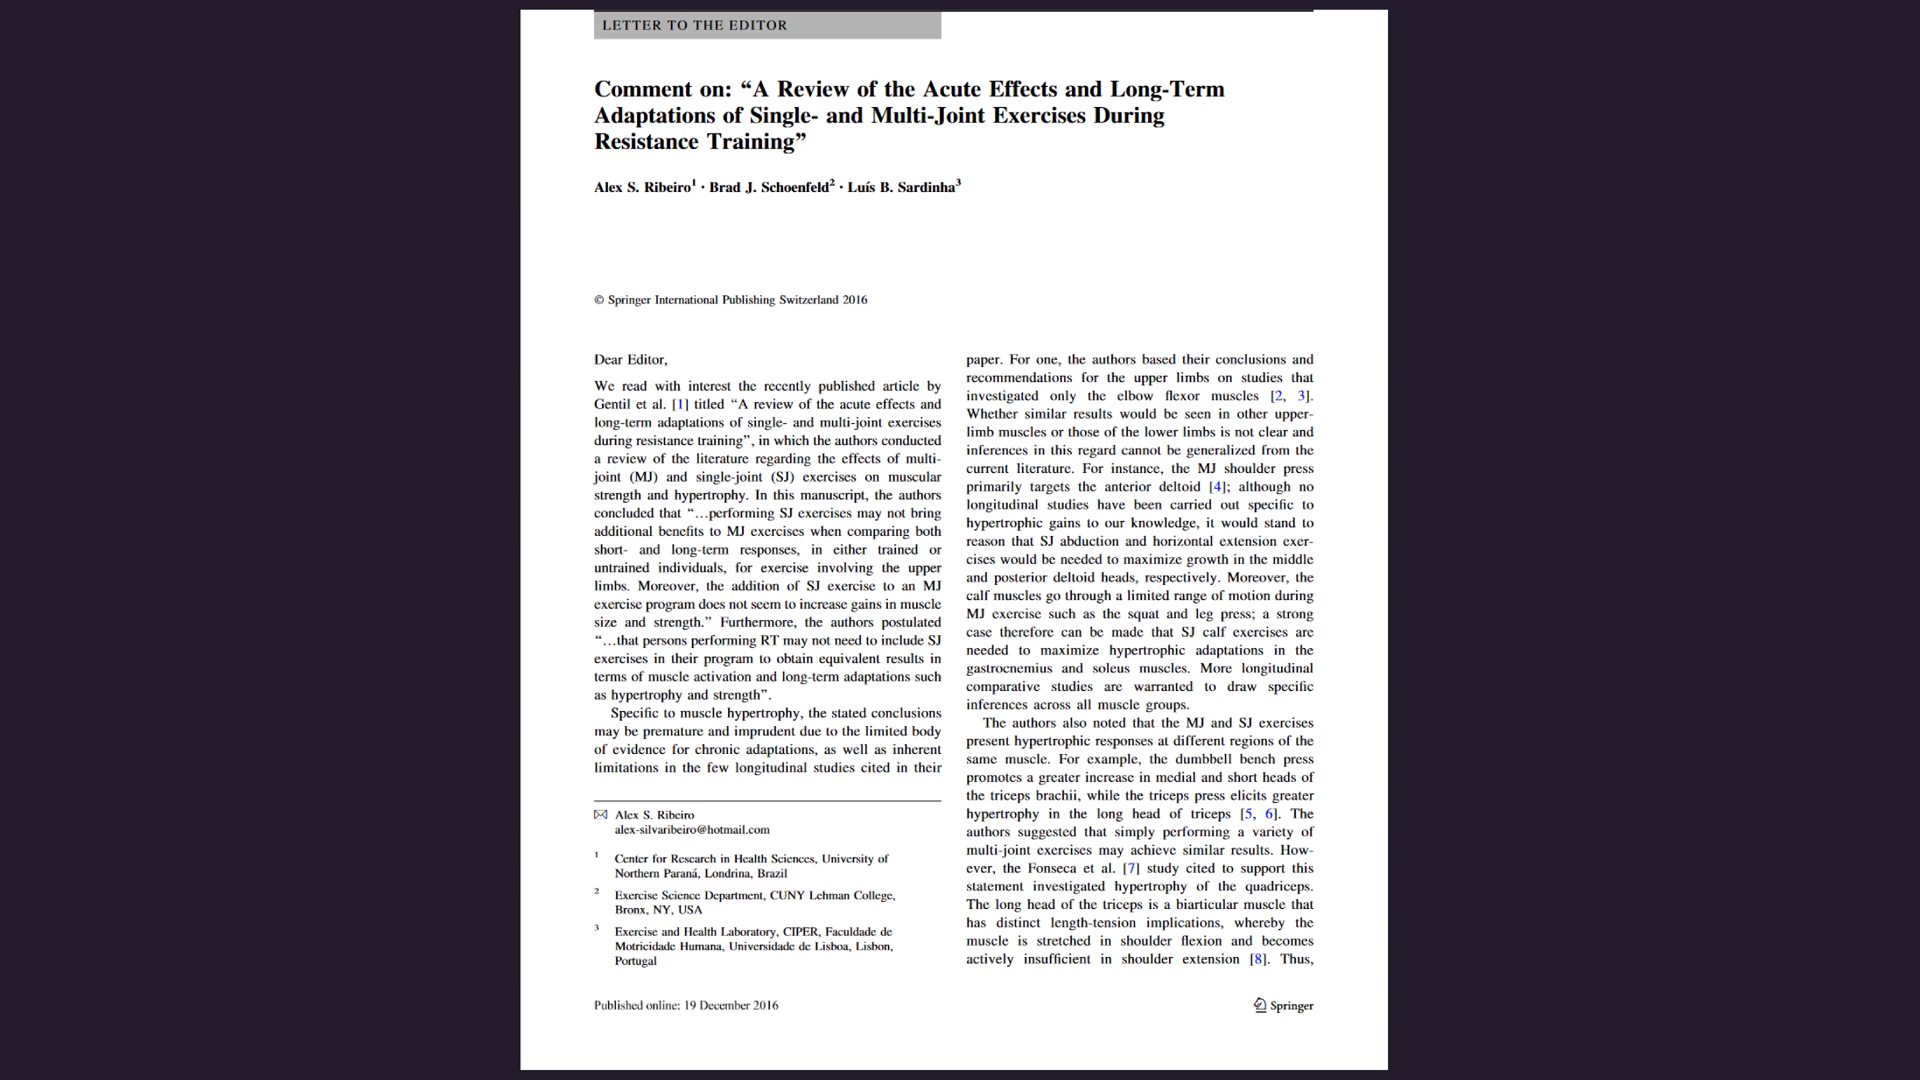 LETTER TO THE EDITOR
Comment on: “A Review of the Acute Effects and Long-Term
Adaptations of Single- and Multi-Joint Exercises During
Resistance Training”
Alex S. Ribeiro1 · Brad J. Schoenfeld2 · Luís B. Sardinha3
© Springer International Publishing Switzerland 2016
Dear Editor,
We read with interest the recently published article by
Gentil et al. [1] titled “A review of the acute effects and
long-term adaptations of single- and multi-joint exercises
during resistance training”, in which the authors conducted
a review of the literature regarding the effects of multi-
joint (MJ) and single-joint (SJ) exercises on muscular
strength and hypertrophy. In this manuscript, the authors
concluded that “…performing SJ exercises may not bring
additional benefits to MJ exercises when comparing both
short- and long-term responses, in either trained or
untrained individuals, for exercise involving the upper
limbs. Moreover, the addition of SJ exercise to an MJ
exercise program does not seem to increase gains in muscle
size and strength.” Furthermore, the authors postulated
“…that persons performing RT may not need to include SJ
exercises in their program to obtain equivalent results in
terms of muscle activation and long-term adaptations such
as hypertrophy and strength”.
Specific to muscle hypertrophy, the stated conclusions
may be premature and imprudent due to the limited body
of evidence for chronic adaptations, as well as inherent
limitations in the few longitudinal studies cited in their
Alex S. Ribeiro
alex-silvaribeiro@hotmail.com
1 Center for Research in Health Sciences, University of
Northern Paraná, Londrina, Brazil
2 Exercise Science Department, CUNY Lehman College,
Bronx, NY, USA
3 Exercise and Health Laboratory, CIPER, Faculdade de
Motricidade Humana, Universidade de Lisboa, Lisbon,
Portugal
paper. For one, the authors based their conclusions and
recommendations for the upper limbs on studies that
investigated only the elbow flexor muscles [2, 3].
Whether similar results would be seen in other upper-
limb muscles or those of the lower limbs is not clear and
inferences in this regard cannot be generalized from the
current literature. For instance, the MJ shoulder press
primarily targets the anterior deltoid [4]; although no
longitudinal studies have been carried out specific to
hypertrophic gains to our knowledge, it would stand to
reason that SJ abduction and horizontal extension exer-
cises would be needed to maximize growth in the middle
and posterior deltoid heads, respectively. Moreover, the
calf muscles go through a limited range of motion during
MJ exercise such as the squat and leg press; a strong
case therefore can be made that SJ calf exercises are
needed to maximize hypertrophic adaptations in the
gastrocnemius and soleus muscles. More longitudinal
comparative studies are warranted to draw specific
inferences across all muscle groups.
The authors also noted that the MJ and SJ exercises
present hypertrophic responses at different regions of the
same muscle. For example, the dumbbell bench press
promotes a greater increase in medial and short heads of
the triceps brachii, while the triceps press elicits greater
hypertrophy in the long head of triceps [5, 6]. The
authors suggested that simply performing a variety of
multi-joint exercises may achieve similar results. How-
ever, the Fonseca et al. [7] study cited to support this
statement investigated hypertrophy of the quadriceps.
The long head of the triceps is a biarticular muscle that
has distinct length-tension implications, whereby the
muscle is stretched in shoulder flexion and becomes
actively insufficient in shoulder extension [8]. Thus,
Published online: 19 December 2016
Springer